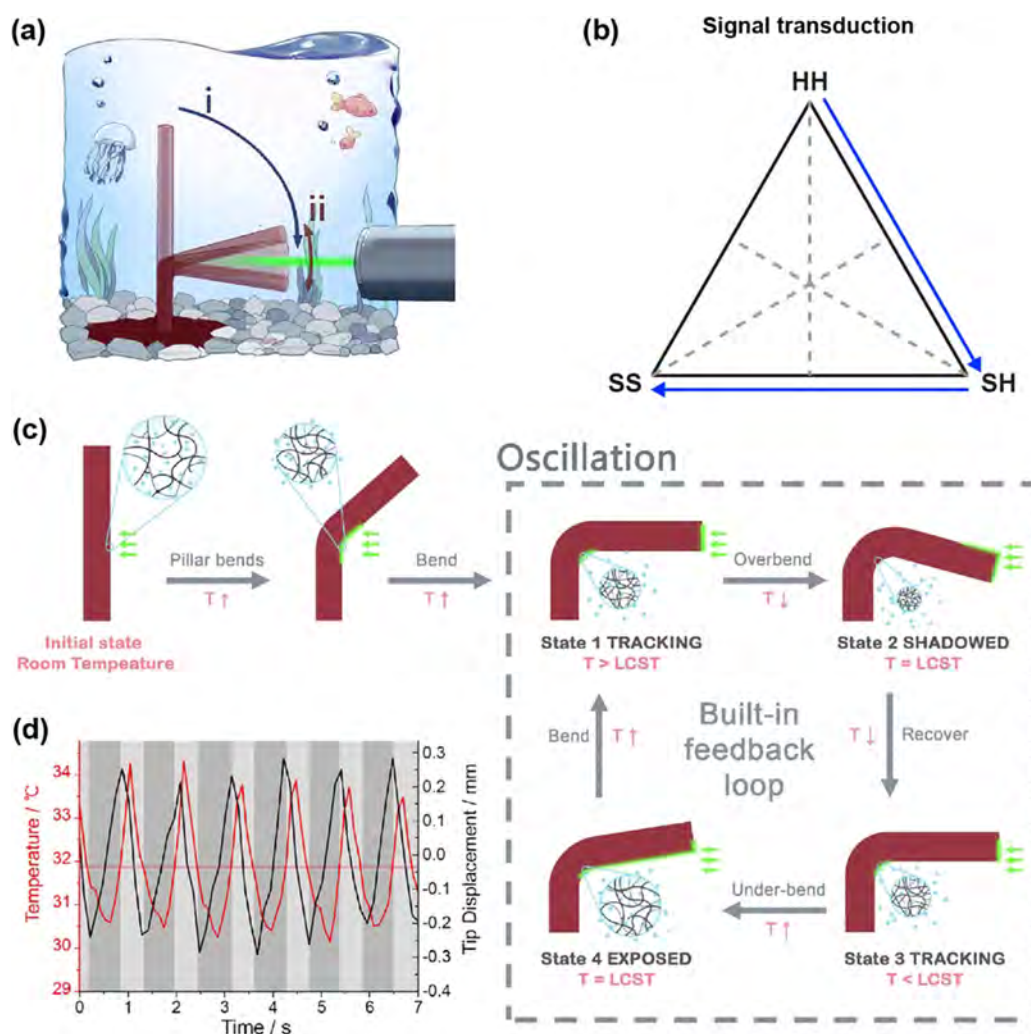 (a)
i
ii
(b)
Signal transduction
HH
SS
SH
(c)
Pillar bends
T ↑
Bend
T ↑
Initial state
Room Tempeature
Oscillation
Overbend
T ↓
State 1 TRACKING
T > LCST
State 2 SHADOWED
T = LCST
Bend
T ↑
Built-in
feedback
loop
T ↓
Recover
Under-bend
T ↑
State 4 EXPOSED
T = LCST
State 3 TRACKING
T < LCST
(d)
Temperature / ℃
34
33
32
31
30
29
0
1
2
3
4
5
6
7
Time / s
0.3
0.2
0.1
0.0
-0.1
-0.2
-0.3
-0.4
Tip Displacement / mm